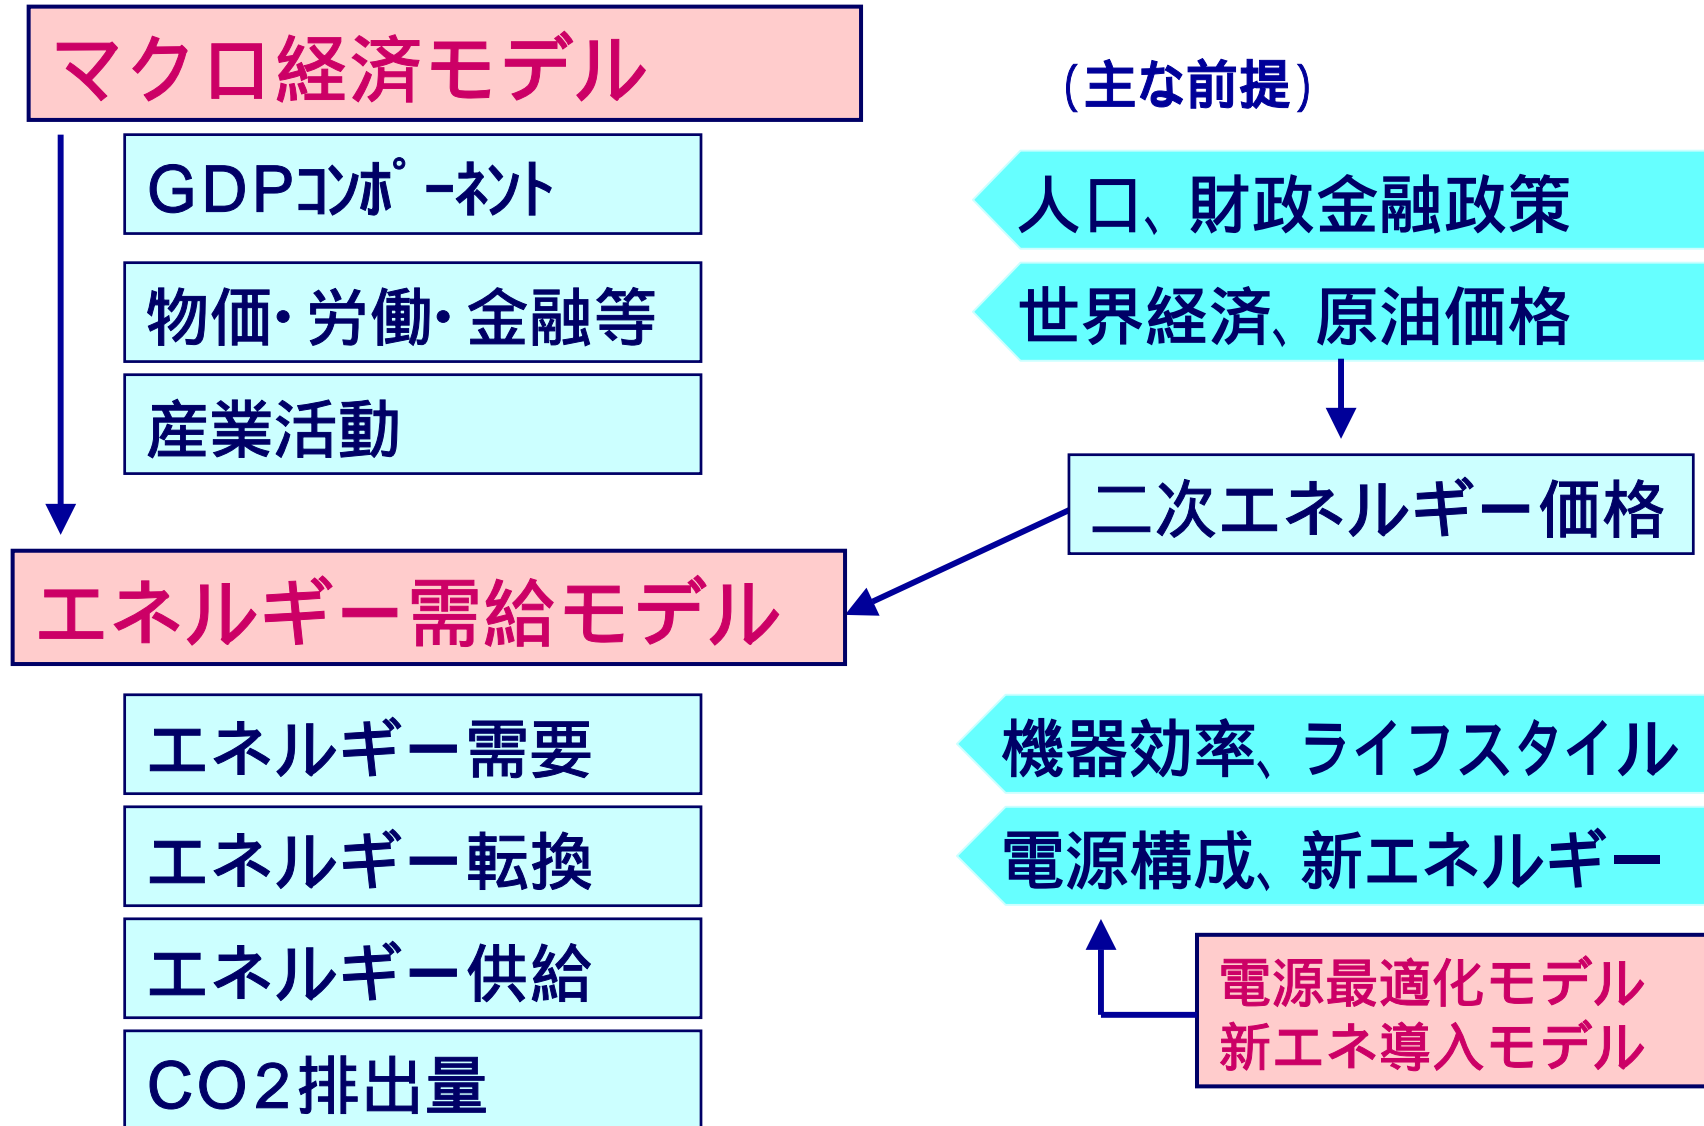 マクロ経済モデル
(主な前提)
GDPｺﾝﾎﾟｰﾈﾝﾄ
人口、財政金融政策
物価・労働・金融等
世界経済、原油価格
産業活動
二次エネルギー価格
エネルギー需給モデル
エネルギー需要
機器効率、ライフスタイル
エネルギー転換
電源構成、新エネルギー
エネルギー供給
電源最適化モデル
新エネ導入モデル
CO2排出量